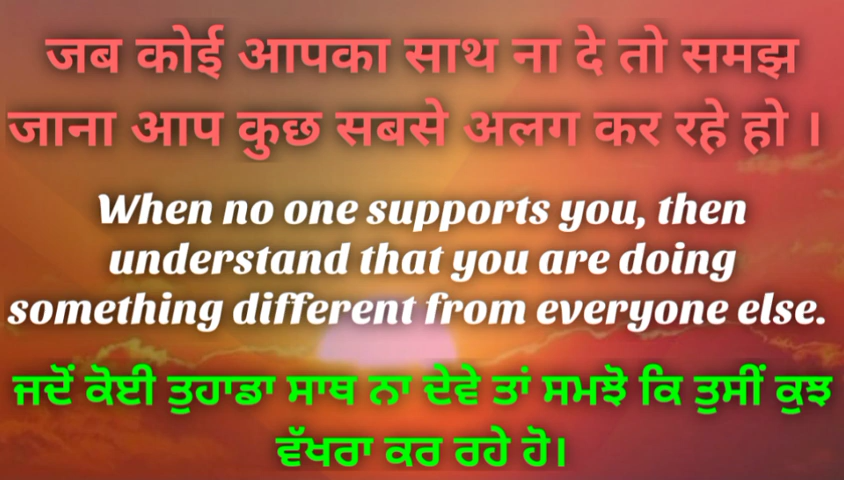 जब कोई आपका साथ ना दे तो समझ
जाना आप कुछ सबसे अलग कर रहे हो ।
When no one supports you, then
understand that you are doing
something different from everyone else.
ਜਦੋਂ ਕੋਈ ਤੁਹਾਡਾ ਸਾਥ ਨਾ ਦੇਵੇ ਤਾਂ ਸਮਝੋ ਕਿ ਤੁਸੀਂ ਕੁਝ
ਵੱਖਰਾ ਕਰ ਰਹੇ ਹੋ।